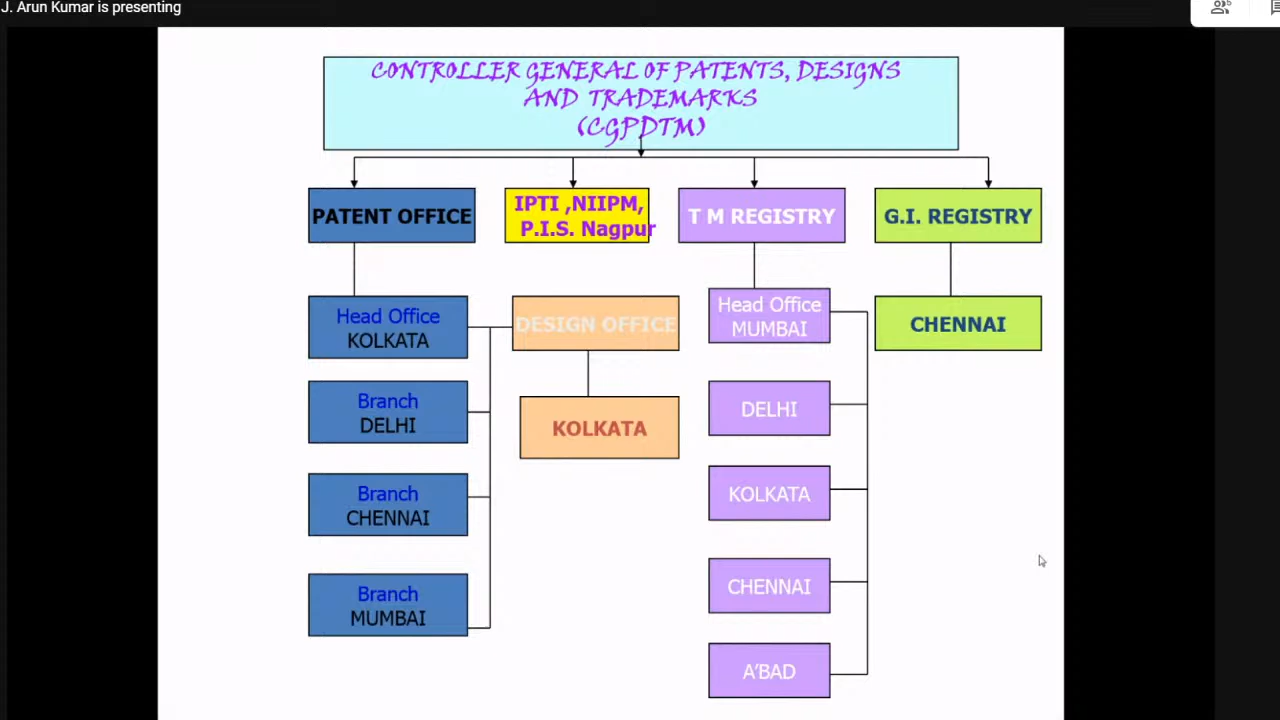 J. Arun Kumar is presenting
CONTROLLER GENERAL OF PATENTS, DESIGNS
AND TRADEMARKS
(CGPDTM)
PATENT OFFICE
IPTI ,NIIPM,
P.I.S. Nagpur
T M REGISTRY
G.I. REGISTRY
Head Office
KOLKATA
DESIGN OFFICE
Head Office
MUMBAI
CHENNAI
Branch
DELHI
KOLKATA
DELHI
Branch
CHENNAI
KOLKATA
Branch
MUMBAI
CHENNAI
A'BAD